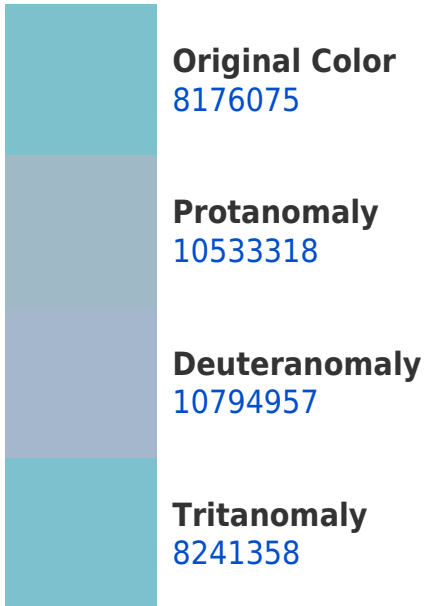 Original Color
8176075
Protanomaly
10533318
Deuteranomaly
10794957
Tritanomaly
8241358